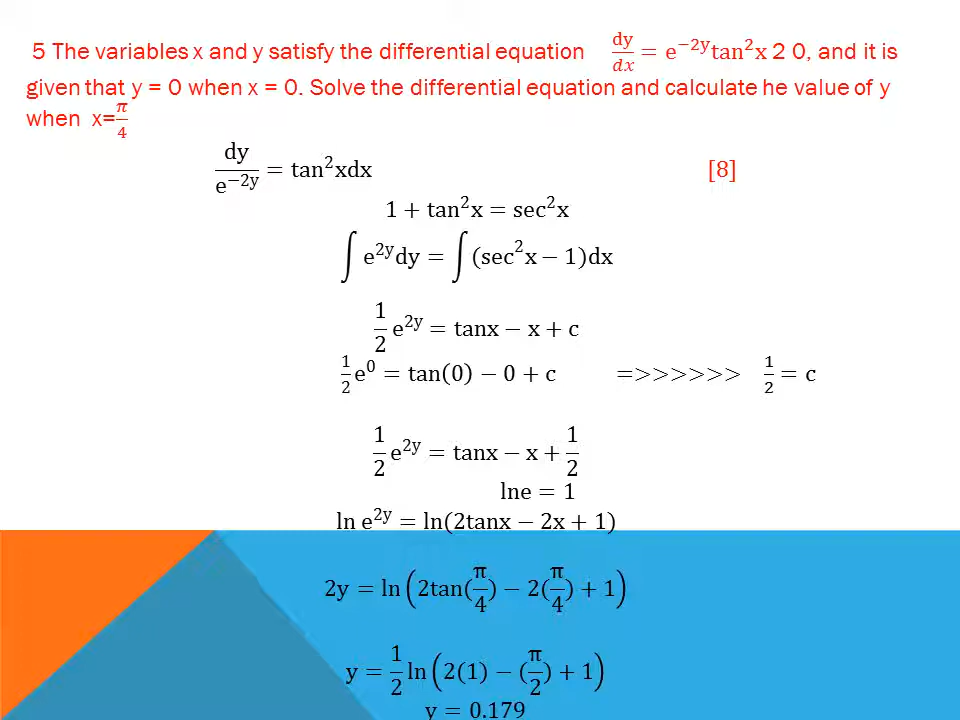 5 The variables x and y satisfy the differential equation dy/dx = e^−2y tan²x 2 0, and it is
given that y = 0 when x = 0. Solve the differential equation and calculate he value of y
when x=π/4
dy/e^−2y = tan²xdx [8]
1 + tan²x = sec²x
∫ e^2y dy = ∫ (sec²x − 1)dx
1/2 e^2y = tanx − x + c
1/2 e^0 = tan(0) − 0 + c =>>>>>>> 1/2 = c
1/2 e^2y = tanx − x + 1/2
lne = 1
ln e^2y = ln(2tanx − 2x + 1)
2y = ln (2tan(π/4) − 2(π/4) + 1)
y = 1/2 ln (2(1) − (π/2) + 1)
y = 0.179